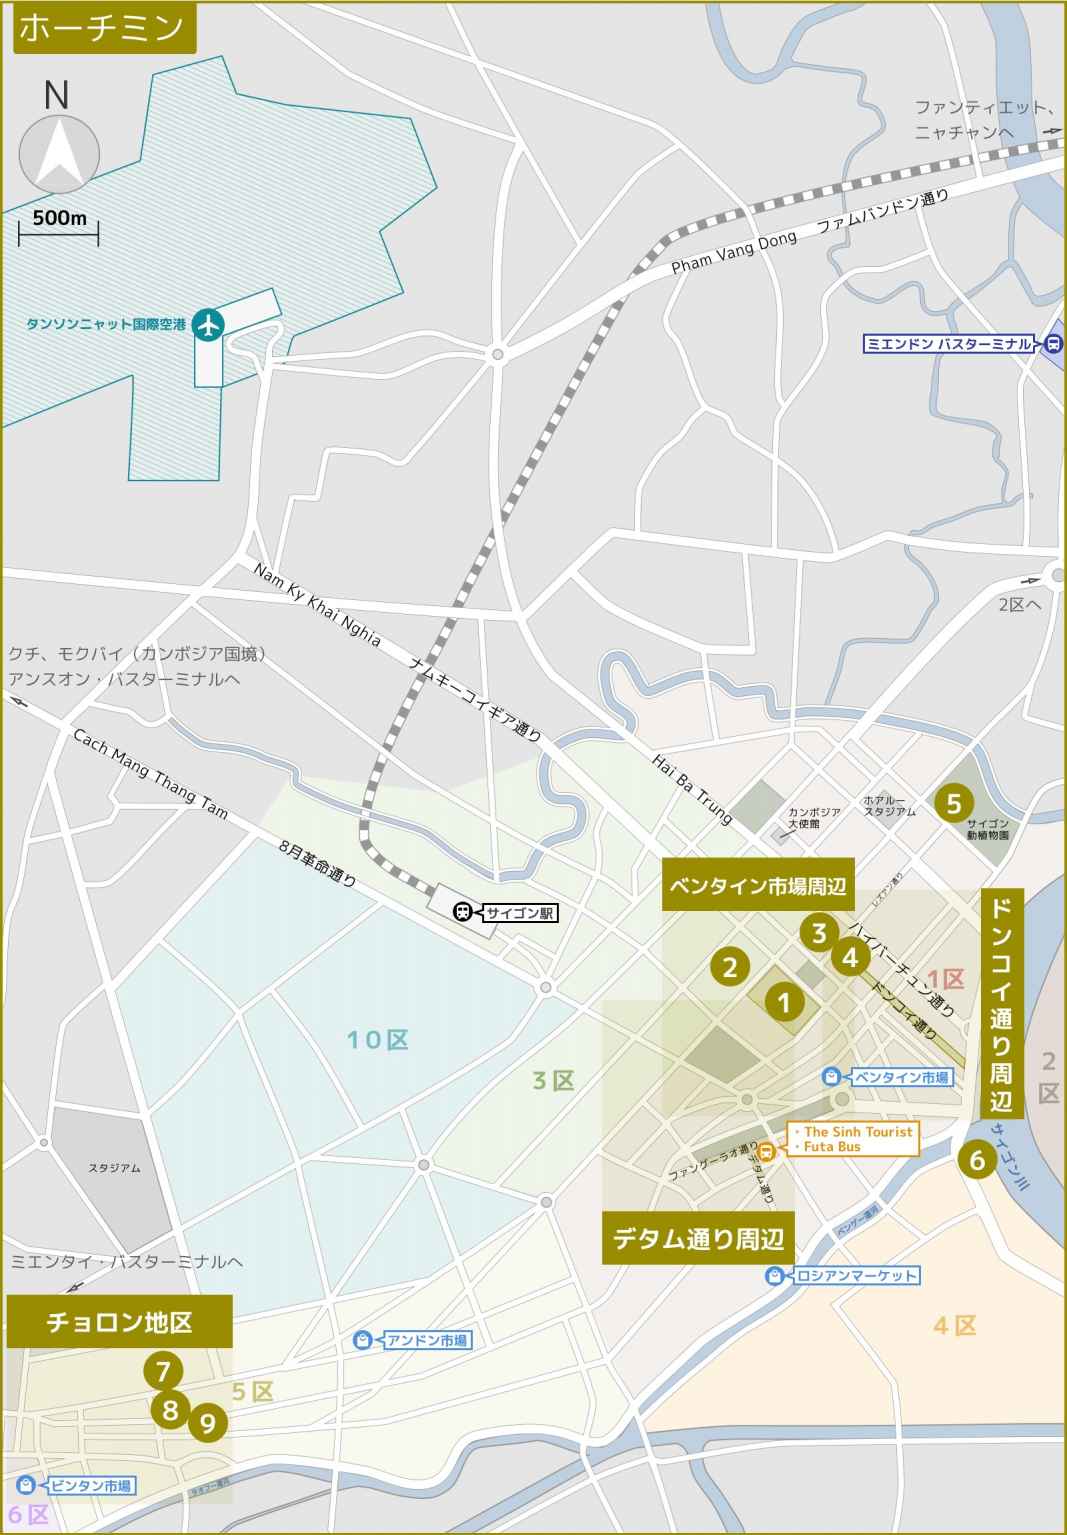 ホーチミン
N
500m
ファンティエット、
ニャチャンへ
Pham Vang Dong ファムバンドン通り
タンソンニャット国際空港
ミエンドン バスターミナル
2区へ
Nam Ky Khai Nghia
ナムキーコイギア通り
クチ、モクバイ（カンボジア国境）
アンスオン・バスターミナルへ
Cach Mang Thang Tam
8月革命通り
Hai Ba Trung
カンボジア
大使館
ホアルー
スタジアム
5
サイゴン
動植物園
レズアン通り
ベンタイン市場周辺
サイゴン駅
3
4
ハイバーチュン通り
ドンコイ通り
1区
ドンコイ通り周辺
2
1
10区
3区
2区
ベンタイン市場
・The Sinh Tourist
・Futa Bus
ファングーラオ通り
デタム通り
サイゴン川
6
スタジアム
ベンゲー運河
デタム通り周辺
ミエンタイ・バスターミナルへ
ロシアンマーケット
チョロン地区
アンドン市場
4区
7
5区
8
9
ビンタン市場
6区